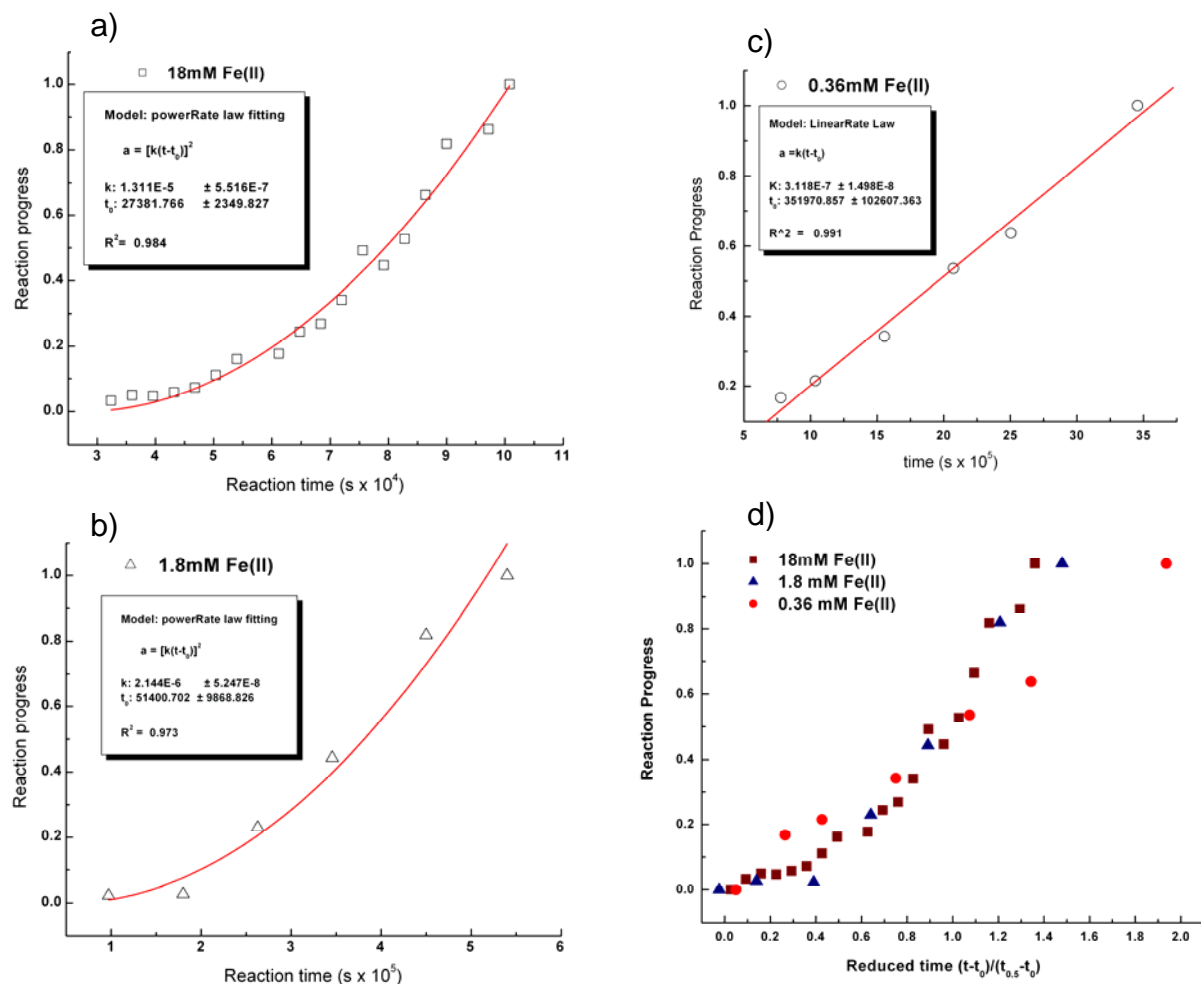 a)
18mM Fe(II)
Model: powerRate law fitting
a = [k(t-t₀)]²
k: 1.311E-5 ± 5.516E-7
t₀: 27381.766 ± 2349.827
R²= 0.984
Reaction progress
1.0
0.8
0.6
0.4
0.2
0.0
3 4 5 6 7 8 9 10 11
Reaction time (s x 10⁴)
c)
0.36mM Fe(II)
Model: LinearRate Law
a =k(t-t₀)
K: 3.118E-7 ± 1.498E-8
t₀: 351970.857 ± 102607.363
R^2 = 0.991
Reaction Progress
1.0
0.8
0.6
0.4
0.2
5 10 15 20 25 30 35
time (s x 10⁵)
b)
1.8mM Fe(II)
Model: powerRate law fitting
a = [k(t-t₀)]²
k: 2.144E-6 ± 5.247E-8
t₀: 51400.702 ± 9868.826
R² = 0.973
Reaction progress
1.0
0.8
0.6
0.4
0.2
0.0
1 2 3 4 5 6
Reaction time (s x 10⁵)
d)
18mM Fe(II)
1.8 mM Fe(II)
0.36 mM Fe(II)
Reaction Progress
1.0
0.8
0.6
0.4
0.2
0.0
0.0 0.2 0.4 0.6 0.8 1.0 1.2 1.4 1.6 1.8 2.0
Reduced time (t-t₀)/(t₀.₅-t₀)